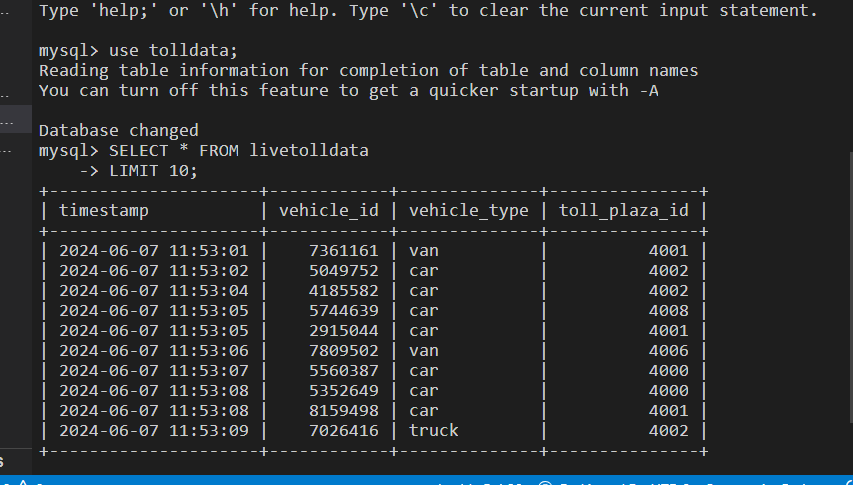 Type 'help;' or '\h' for help. Type '\c' to clear the current input statement.
mysql> use tolldata;
Reading table information for completion of table and column names
You can turn off this feature to get a quicker startup with -A
Database changed
mysql> SELECT * FROM livetolldata
    -> LIMIT 10;
+---------------------+------------+--------------+---------------+
| timestamp           | vehicle_id | vehicle_type | toll_plaza_id |
+---------------------+------------+--------------+---------------+
| 2024-06-07 11:53:01 |    7361161 | van          |          4001 |
| 2024-06-07 11:53:02 |    5049752 | car          |          4002 |
| 2024-06-07 11:53:04 |    4185582 | car          |          4002 |
| 2024-06-07 11:53:05 |    5744639 | car          |          4008 |
| 2024-06-07 11:53:05 |    2915044 | car          |          4001 |
| 2024-06-07 11:53:06 |    7809502 | van          |          4006 |
| 2024-06-07 11:53:07 |    5560387 | car          |          4000 |
| 2024-06-07 11:53:08 |    5352649 | car          |          4000 |
| 2024-06-07 11:53:08 |    8159498 | car          |          4001 |
| 2024-06-07 11:53:09 |    7026416 | truck        |          4002 |
+---------------------+------------+--------------+---------------+